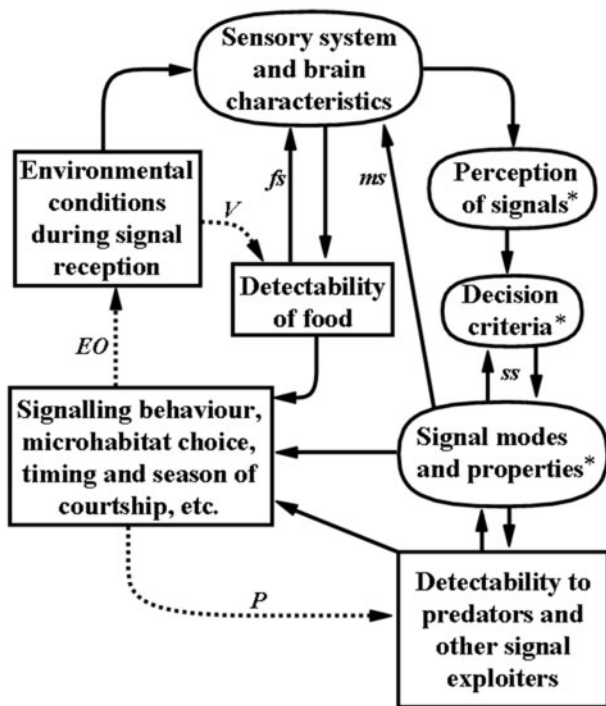 Sensory system
and brain
characteristics
Environmental
conditions
during signal
reception
fs
ms
Perception
of signals*
V
Detectability
of food
Decision
criteria*
EO
ss
Signalling behaviour,
microhabitat choice,
timing and season of
courtship, etc.
Signal modes
and properties*
P
Detectability to
predators and
other signal
exploiters